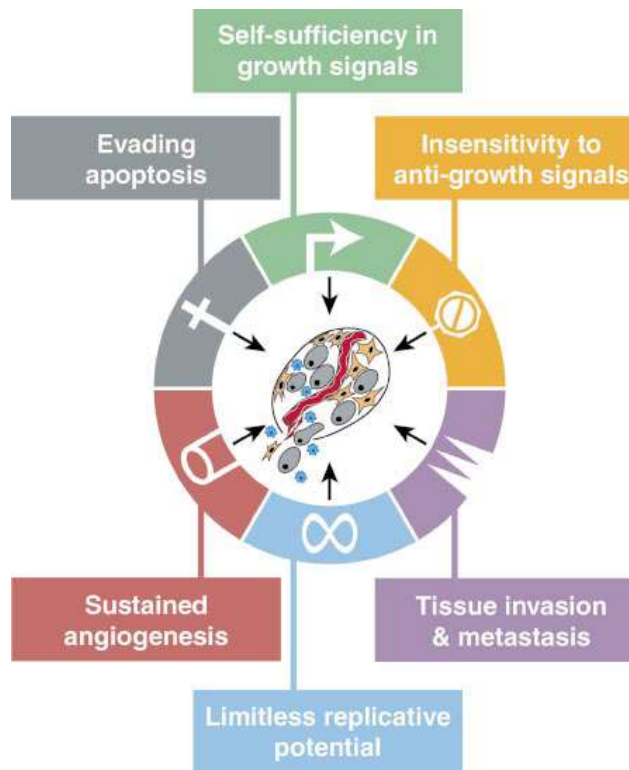 Self-sufficiency in
growth signals
Evading
apoptosis
Insensitivity to
anti-growth signals
Sustained
angiogenesis
Tissue invasion
& metastasis
Limitless replicative
potential